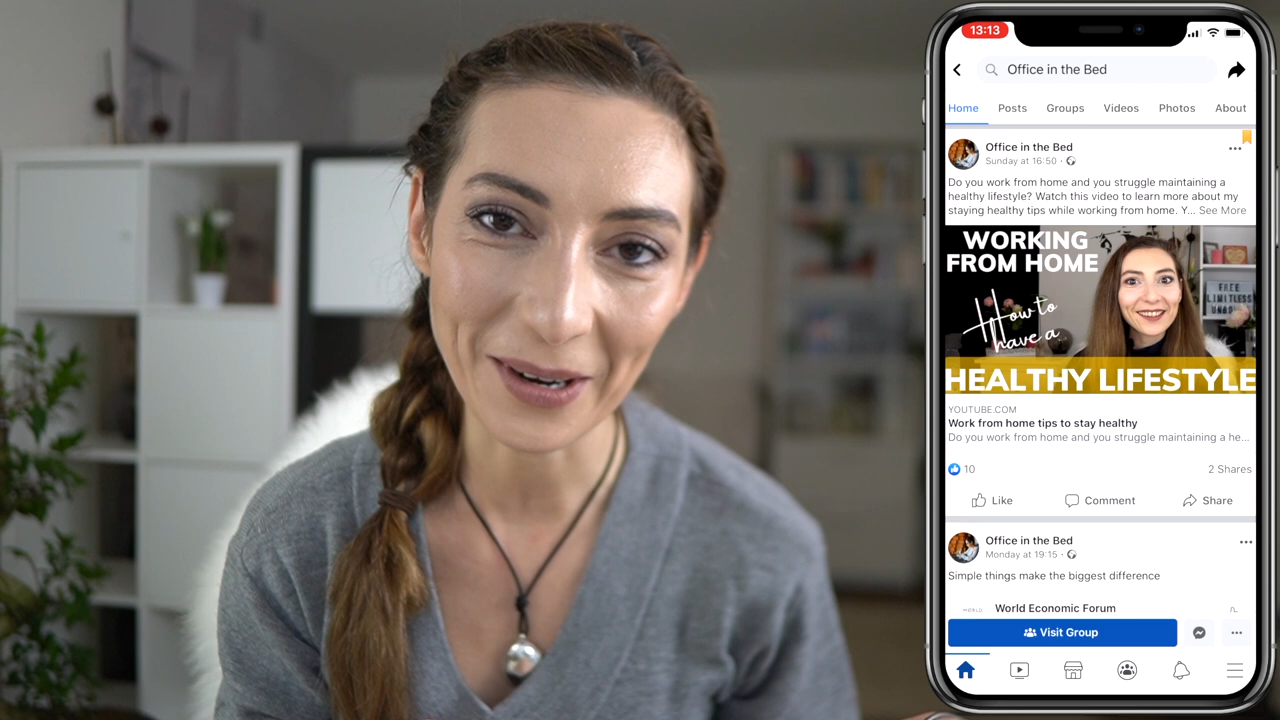 13:13
Office in the Bed
Home Posts Groups Videos Photos About
Office in the Bed
Sunday at 16:50
Do you work from home and you struggle maintaining a
healthy lifestyle? Watch this video to learn more about my
staying healthy tips while working from home. Y... See More
WORKING
FROM HOME
How to
have a
FREE
LIMITLESS
HEALTHY LIFESTYLE
YOUTUBE.COM
Work from home tips to stay healthy
Do you work from home and you struggle maintaining a he...
10 2 Shares
Like Comment Share
Office in the Bed
Monday at 19:15
Simple things make the biggest difference
WORLD World Economic Forum
Visit Group